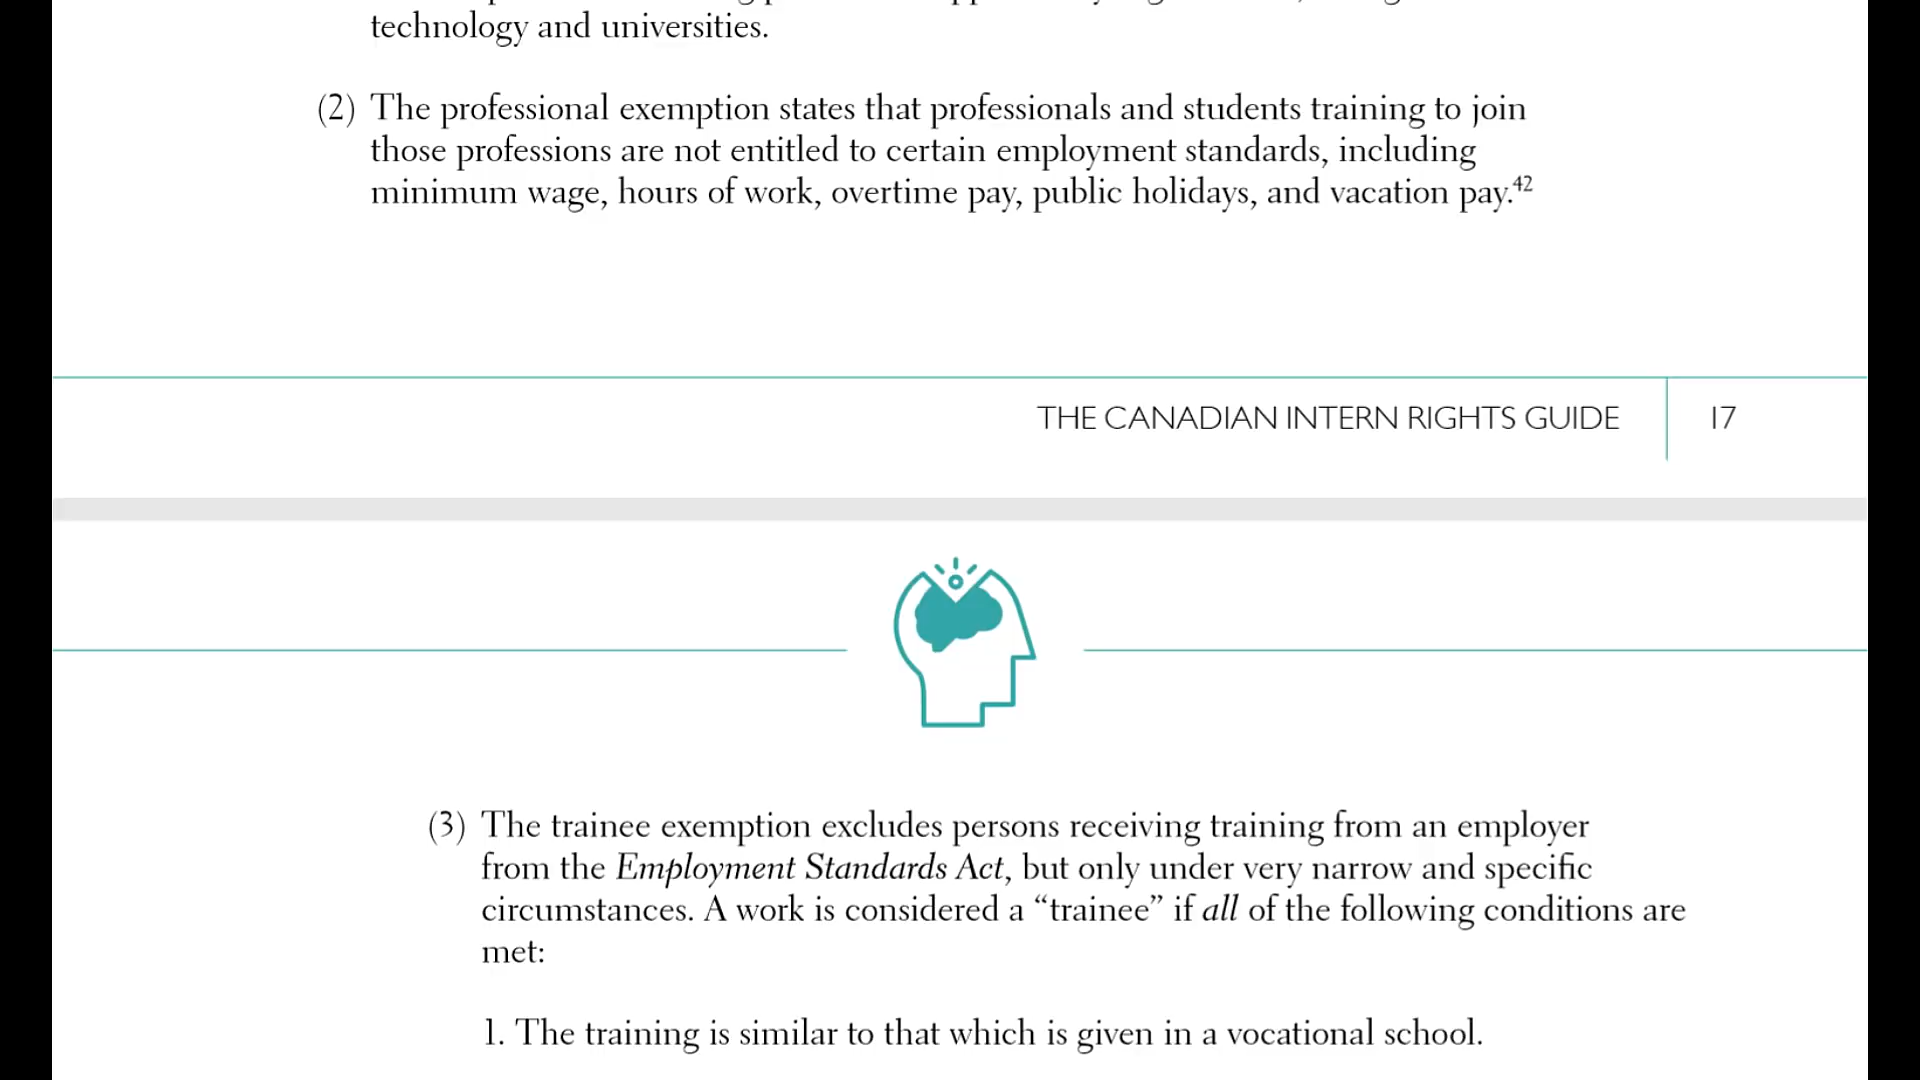 technology and universities.
(2) The professional exemption states that professionals and students training to join
those professions are not entitled to certain employment standards, including
minimum wage, hours of work, overtime pay, public holidays, and vacation pay.42
THE CANADIAN INTERN RIGHTS GUIDE 17
(3) The trainee exemption excludes persons receiving training from an employer
from the Employment Standards Act, but only under very narrow and specific
circumstances. A work is considered a “trainee” if all of the following conditions are
met:
1. The training is similar to that which is given in a vocational school.